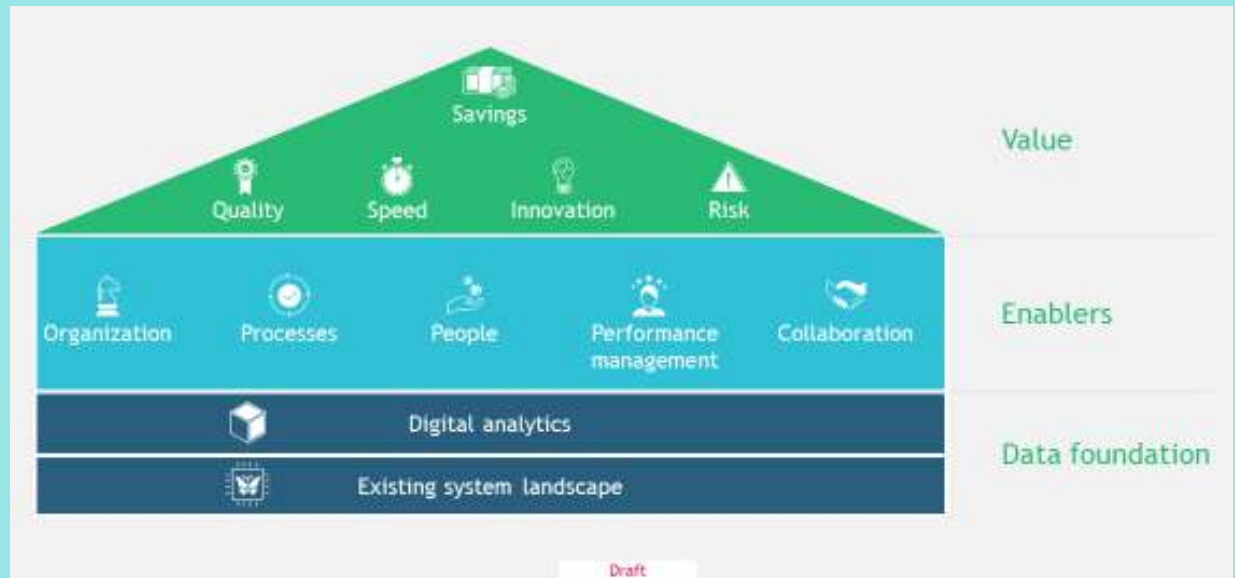 Savings
Value
Quality
Speed
Innovation
Risk
Organization
Processes
People
Performance
management
Collaboration
Enablers
Digital analytics
Data foundation
Existing system landscape
Draft